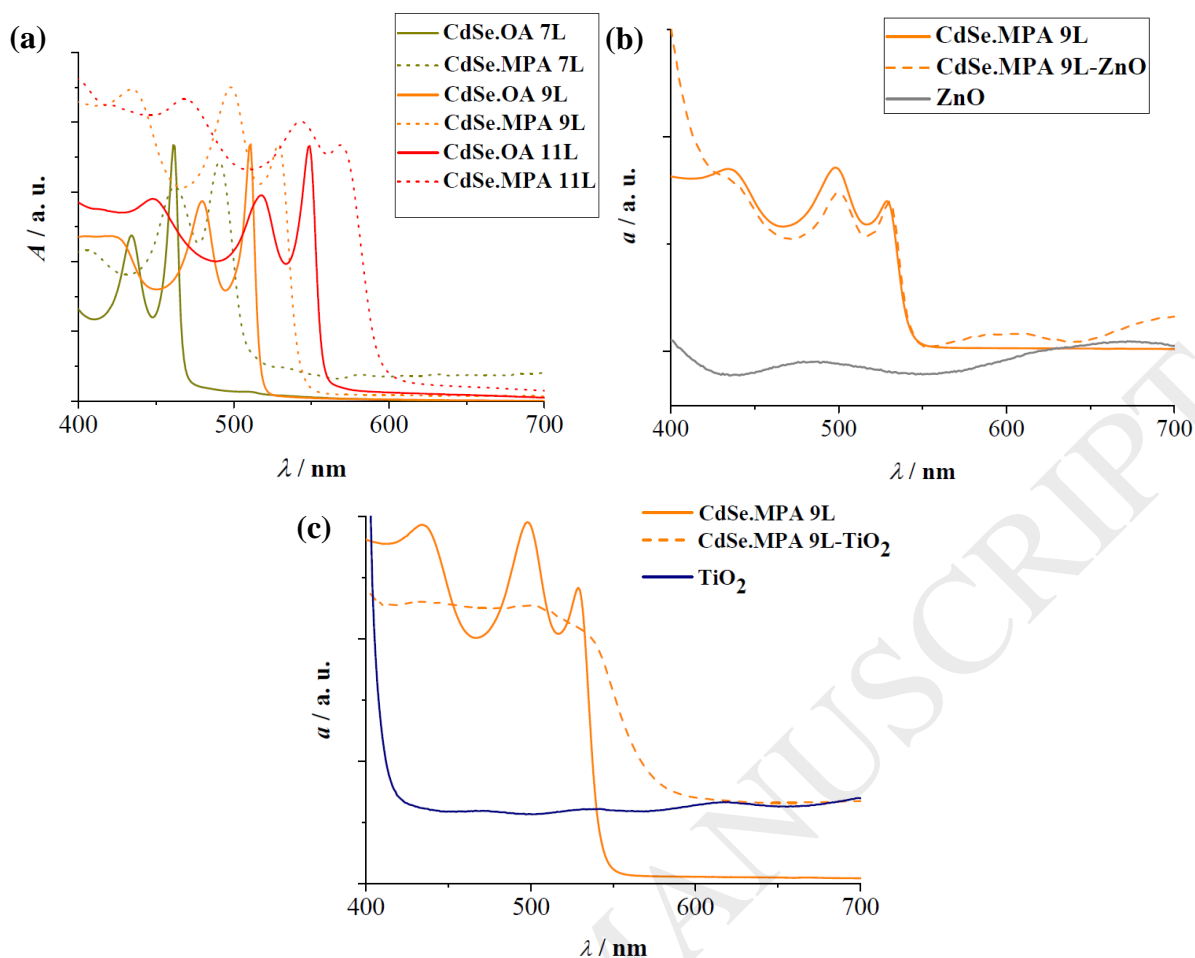 (a)
CdSe.OA 7L
CdSe.MPA 7L
CdSe.OA 9L
CdSe.MPA 9L
CdSe.OA 11L
CdSe.MPA 11L
A / a. u.
400 500 600 700
λ / nm
(b)
CdSe.MPA 9L
CdSe.MPA 9L-ZnO
ZnO
a / a. u.
400 500 600 700
λ / nm
(c)
CdSe.MPA 9L
CdSe.MPA 9L-TiO2
TiO2
a / a. u.
400 500 600 700
λ / nm
MANUSCRIPT